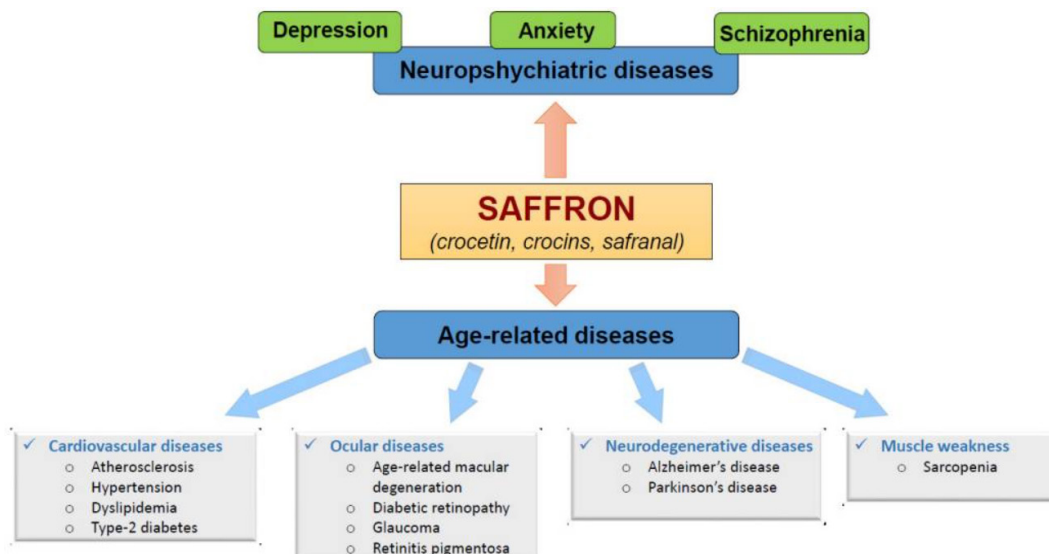 Depression
Anxiety
Schizophrenia
Neuropshychiatric diseases
SAFFRON
(crocetin, crocins, safranal)
Age-related diseases
✓ Cardiovascular diseases
o Atherosclerosis
o Hypertension
o Dyslipidemia
o Type-2 diabetes
✓ Ocular diseases
o Age-related macular
degeneration
o Diabetic retinopathy
o Glaucoma
o Retinitis pigmentosa
✓ Neurodegenerative diseases
o Alzheimer’s disease
o Parkinson’s disease
✓ Muscle weakness
o Sarcopenia